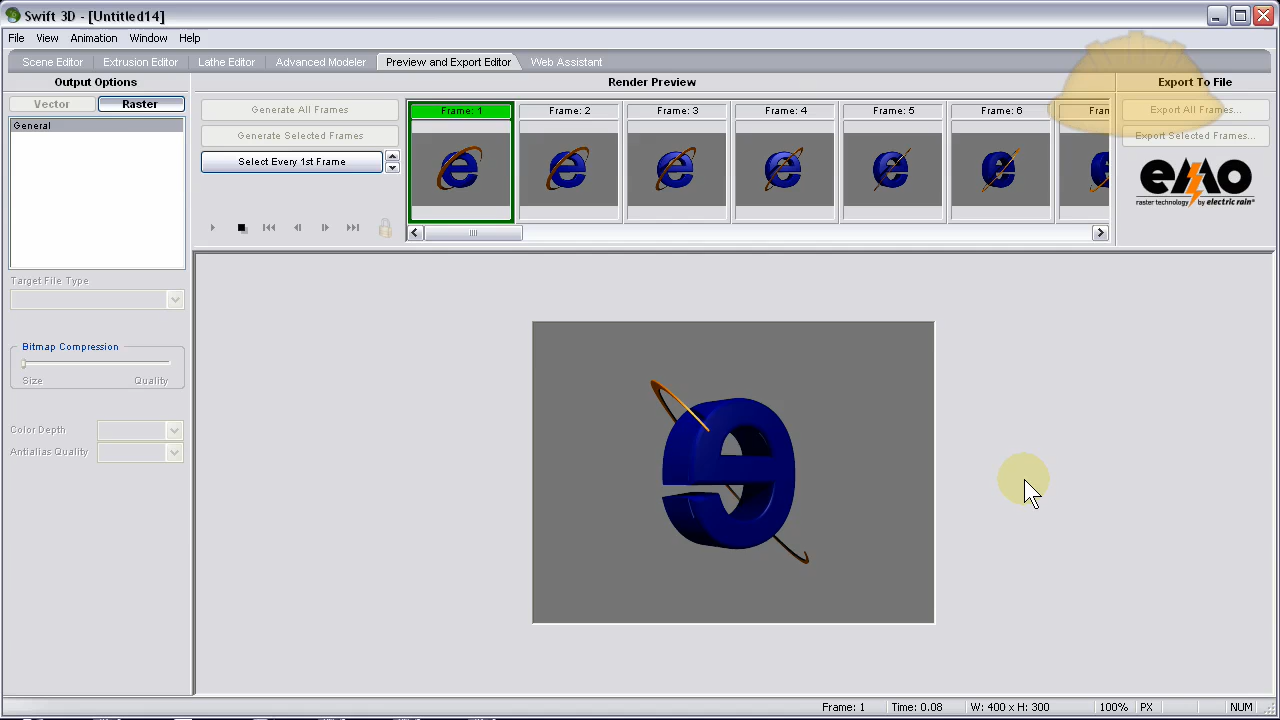 Swift 3D - [Untitled14]
File View Animation Window Help
Scene Editor Extrusion Editor Lathe Editor Advanced Modeler Preview and Export Editor Web Assistant
Output Options Render Preview Export To File
Vector Raster
General
Generate All Frames
Generate Selected Frames
Select Every 1st Frame
Frame: 1 Frame: 2 Frame: 3 Frame: 4 Frame: 5 Frame: 6
Export All Frames...
Export Selected Frames...
emo
raster technology by electric rain
Target File Type
Bitmap Compression
Size Quality
Color Depth
Antialias Quality
Frame: 1 Time: 0.08 W: 400 x H: 300 100% PX NUM